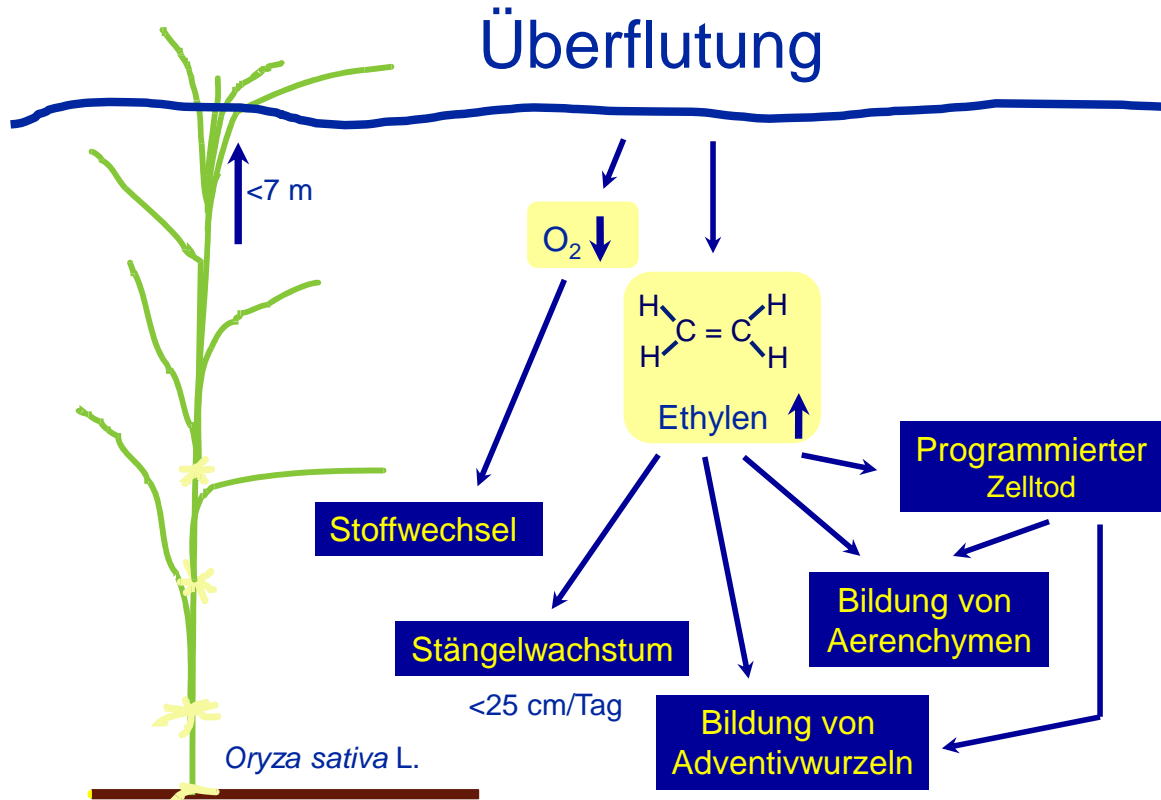 Überflutung
<7 m
O₂
H H
C = C
H H
Ethylen
Programmierter
Zelltod
Stoffwechsel
Bildung von
Aerenchymen
Stängelwachstum
<25 cm/Tag
Bildung von
Adventivwurzeln
Oryza sativa L.